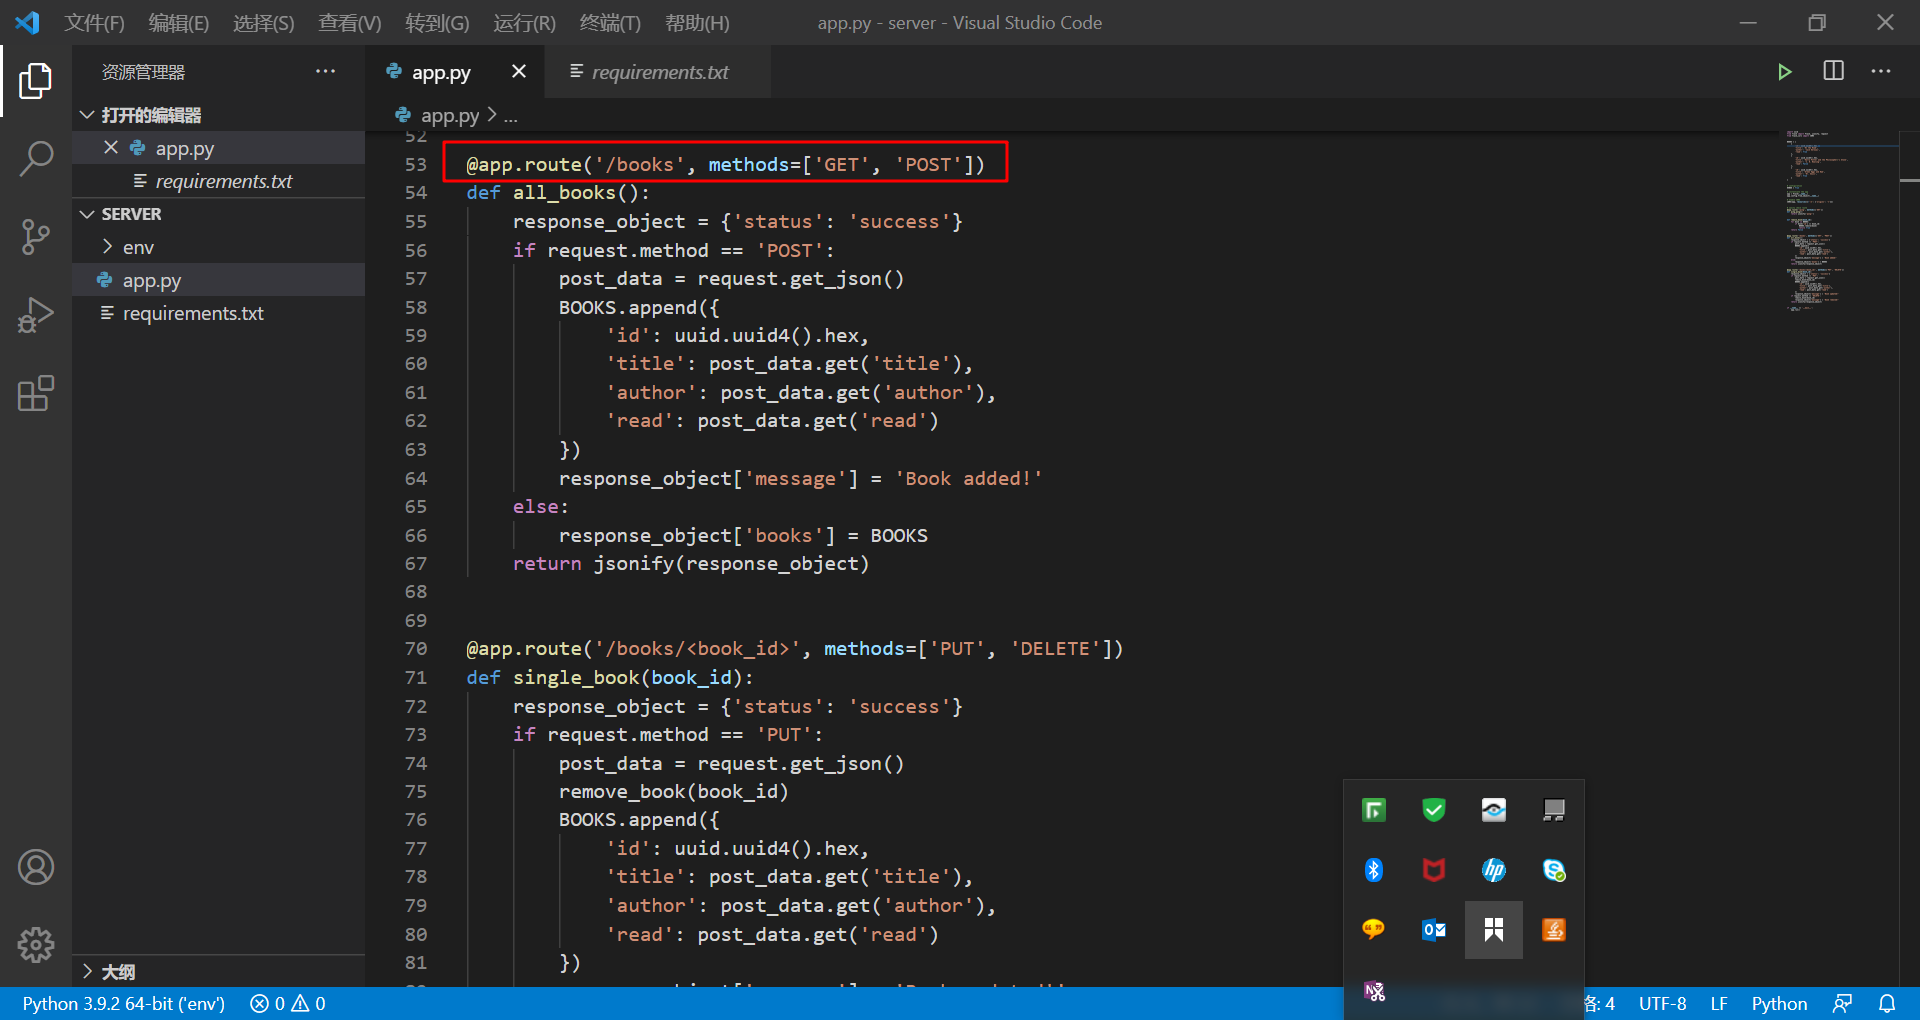 文件(F) 编辑(E) 选择(S) 查看(V) 转到(G) 运行(R) 终端(T) 帮助(H) app.py - server - Visual Studio Code
资源管理器 ···
打开的编辑器
app.py
requirements.txt
SERVER
env
app.py
requirements.txt
大纲
app.py requirements.txt
app.py > ...
52
53 @app.route('/books', methods=['GET', 'POST'])
54 def all_books():
55 response_object = {'status': 'success'}
56 if request.method == 'POST':
57 post_data = request.get_json()
58 BOOKS.append({
59 'id': uuid.uuid4().hex,
60 'title': post_data.get('title'),
61 'author': post_data.get('author'),
62 'read': post_data.get('read')
63 })
64 response_object['message'] = 'Book added!'
65 else:
66 response_object['books'] = BOOKS
67 return jsonify(response_object)
68
69
70 @app.route('/books/<book_id>', methods=['PUT', 'DELETE'])
71 def single_book(book_id):
72 response_object = {'status': 'success'}
73 if request.method == 'PUT':
74 post_data = request.get_json()
75 remove_book(book_id)
76 BOOKS.append({
77 'id': uuid.uuid4().hex,
78 'title': post_data.get('title'),
79 'author': post_data.get('author'),
80 'read': post_data.get('read')
81 })
Python 3.9.2 64-bit ('env') 0 0 格: 4 UTF-8 LF Python